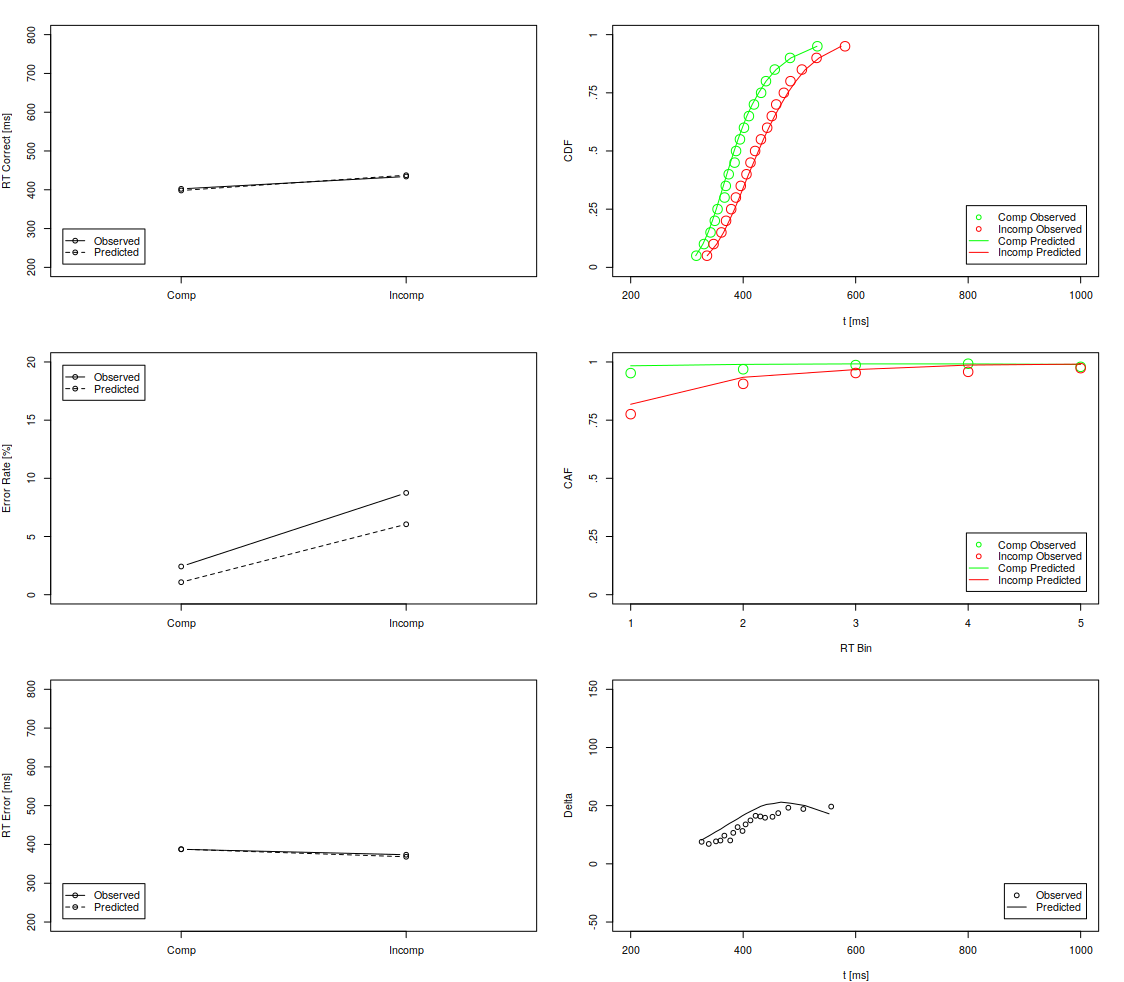 RT Correct [ms]
800
700
600
500
400
300
200
Observed
Predicted
Comp
Incomp
CDF
1
.75
.5
.25
0
Comp Observed
Incomp Observed
Comp Predicted
Incomp Predicted
200
400
600
800
1000
t [ms]
Error Rate [%]
20
15
10
5
0
Observed
Predicted
Comp
Incomp
CAF
1
.75
.5
.25
0
Comp Observed
Incomp Observed
Comp Predicted
Incomp Predicted
1
2
3
4
5
RT Bin
RT Error [ms]
800
700
600
500
400
300
200
Observed
Predicted
Comp
Incomp
Delta
150
100
50
0
-50
Observed
Predicted
200
400
600
800
1000
t [ms]